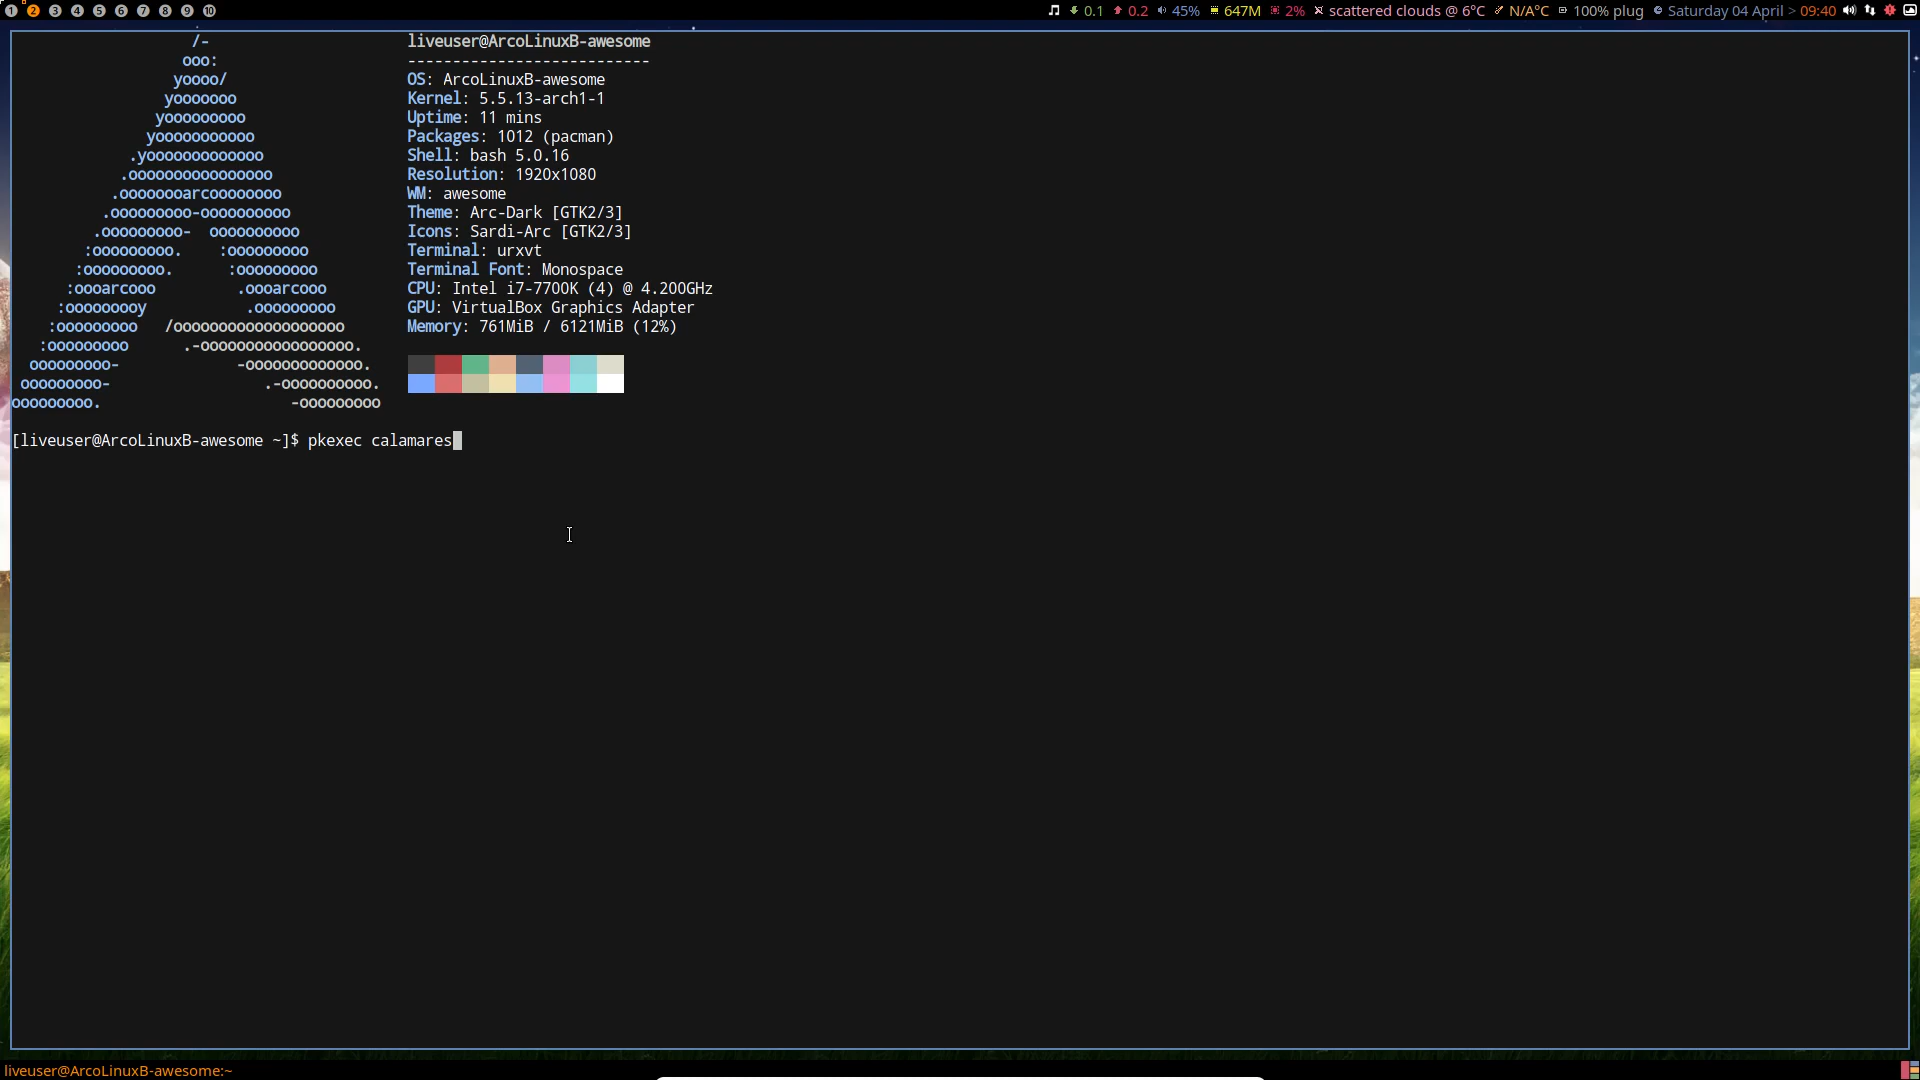 1 2 3 4 5 6 7 8 9 10 0.1 0.2 45% 647M 2% scattered clouds @ 6°C N/A°C 100% plug Saturday 04 April > 09:40
/- liveuser@ArcoLinuxB-awesome
ooo: ---------------------------
yoooo/ OS: ArcoLinuxB-awesome
yooooooo Kernel: 5.5.13-arch1-1
yooooooooo Uptime: 11 mins
yooooooooooo Packages: 1012 (pacman)
.yooooooooooooo Shell: bash 5.0.16
.oooooooooooooooo Resolution: 1920x1080
.oooooooarcoooooooo WM: awesome
.ooooooooo-oooooooooo Theme: Arc-Dark [GTK2/3]
.ooooooooo- oooooooooo Icons: Sardi-Arc [GTK2/3]
:ooooooooo. :ooooooooo Terminal: urxvt
:ooooooooo. :ooooooooo Terminal Font: Monospace
:oooarcooo .oooarcooo CPU: Intel i7-7700K (4) @ 4.200GHz
:ooooooooy .ooooooooo GPU: VirtualBox Graphics Adapter
:ooooooooo /ooooooooooooooooooo Memory: 761MiB / 6121MiB (12%)
:ooooooooo .-ooooooooooooooooo.
ooooooooo- -ooooooooooooo.
ooooooooo- .-oooooooooo.
ooooooooo. -ooooooooo
[liveuser@ArcoLinuxB-awesome ~]$ pkexec calamares
liveuser@ArcoLinuxB-awesome:~